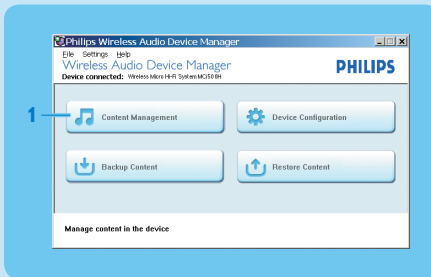 Philips Wireless Audio Device Manager
File Settings Help
Wireless Audio Device Manager
PHILIPS
Device connected: Wireless Micro Hi-Fi System MCi500H
1
Content Management
Device Configuration
Backup Content
Restore Content
Manage content in the device